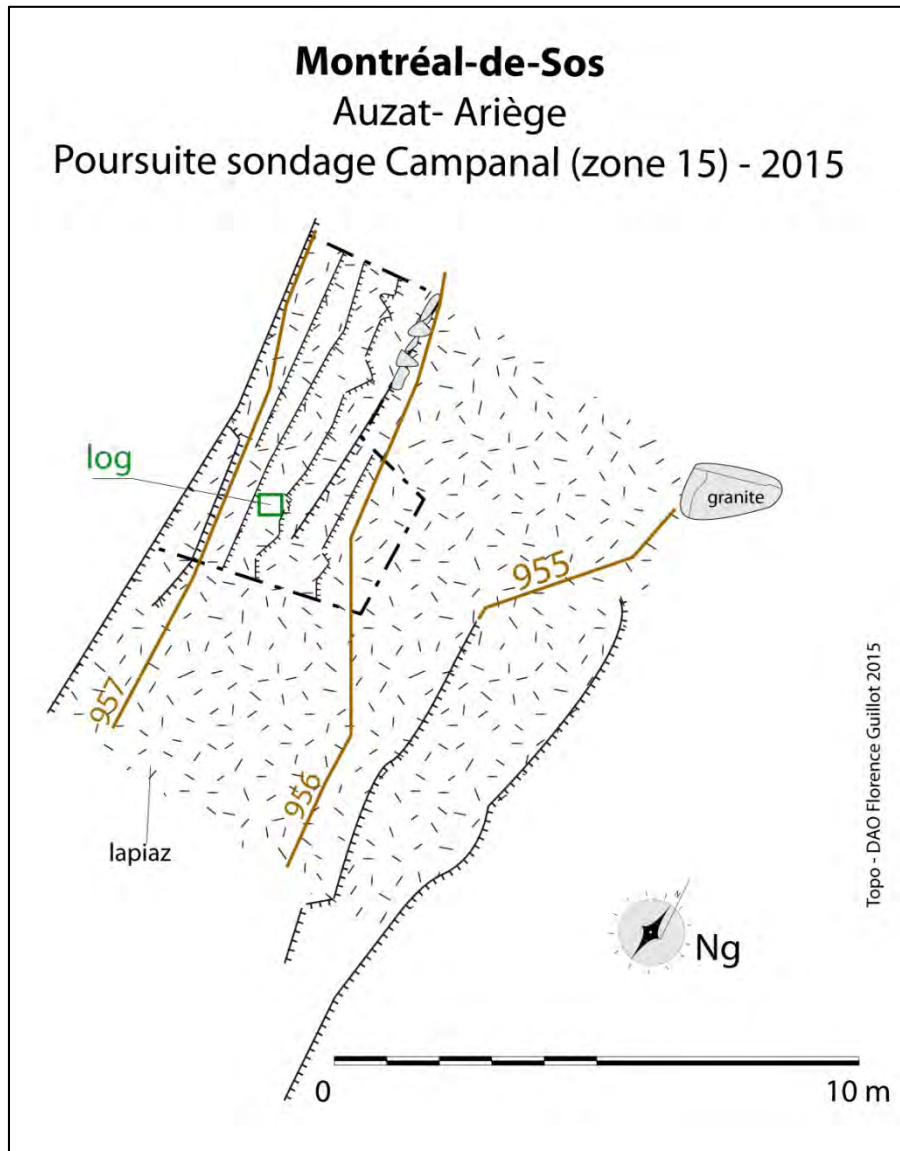 Montréal-de-Sos
Auzat- Ariège
Poursuite sondage Campanal (zone 15) - 2015
log
granite
955
957
956
lapiaz
Topo - DAO Florence Guillot 2015
Ng
0
10 m